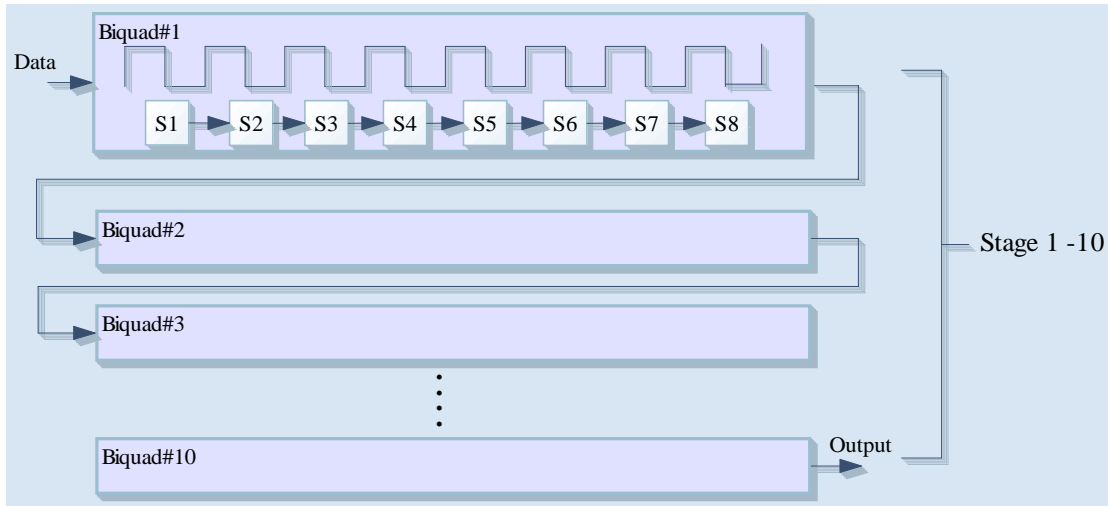 Biquad#1
Data
S1 S2 S3 S4 S5 S6 S7 S8
Biquad#2
Stage 1 -10
Biquad#3
Biquad#10
Output